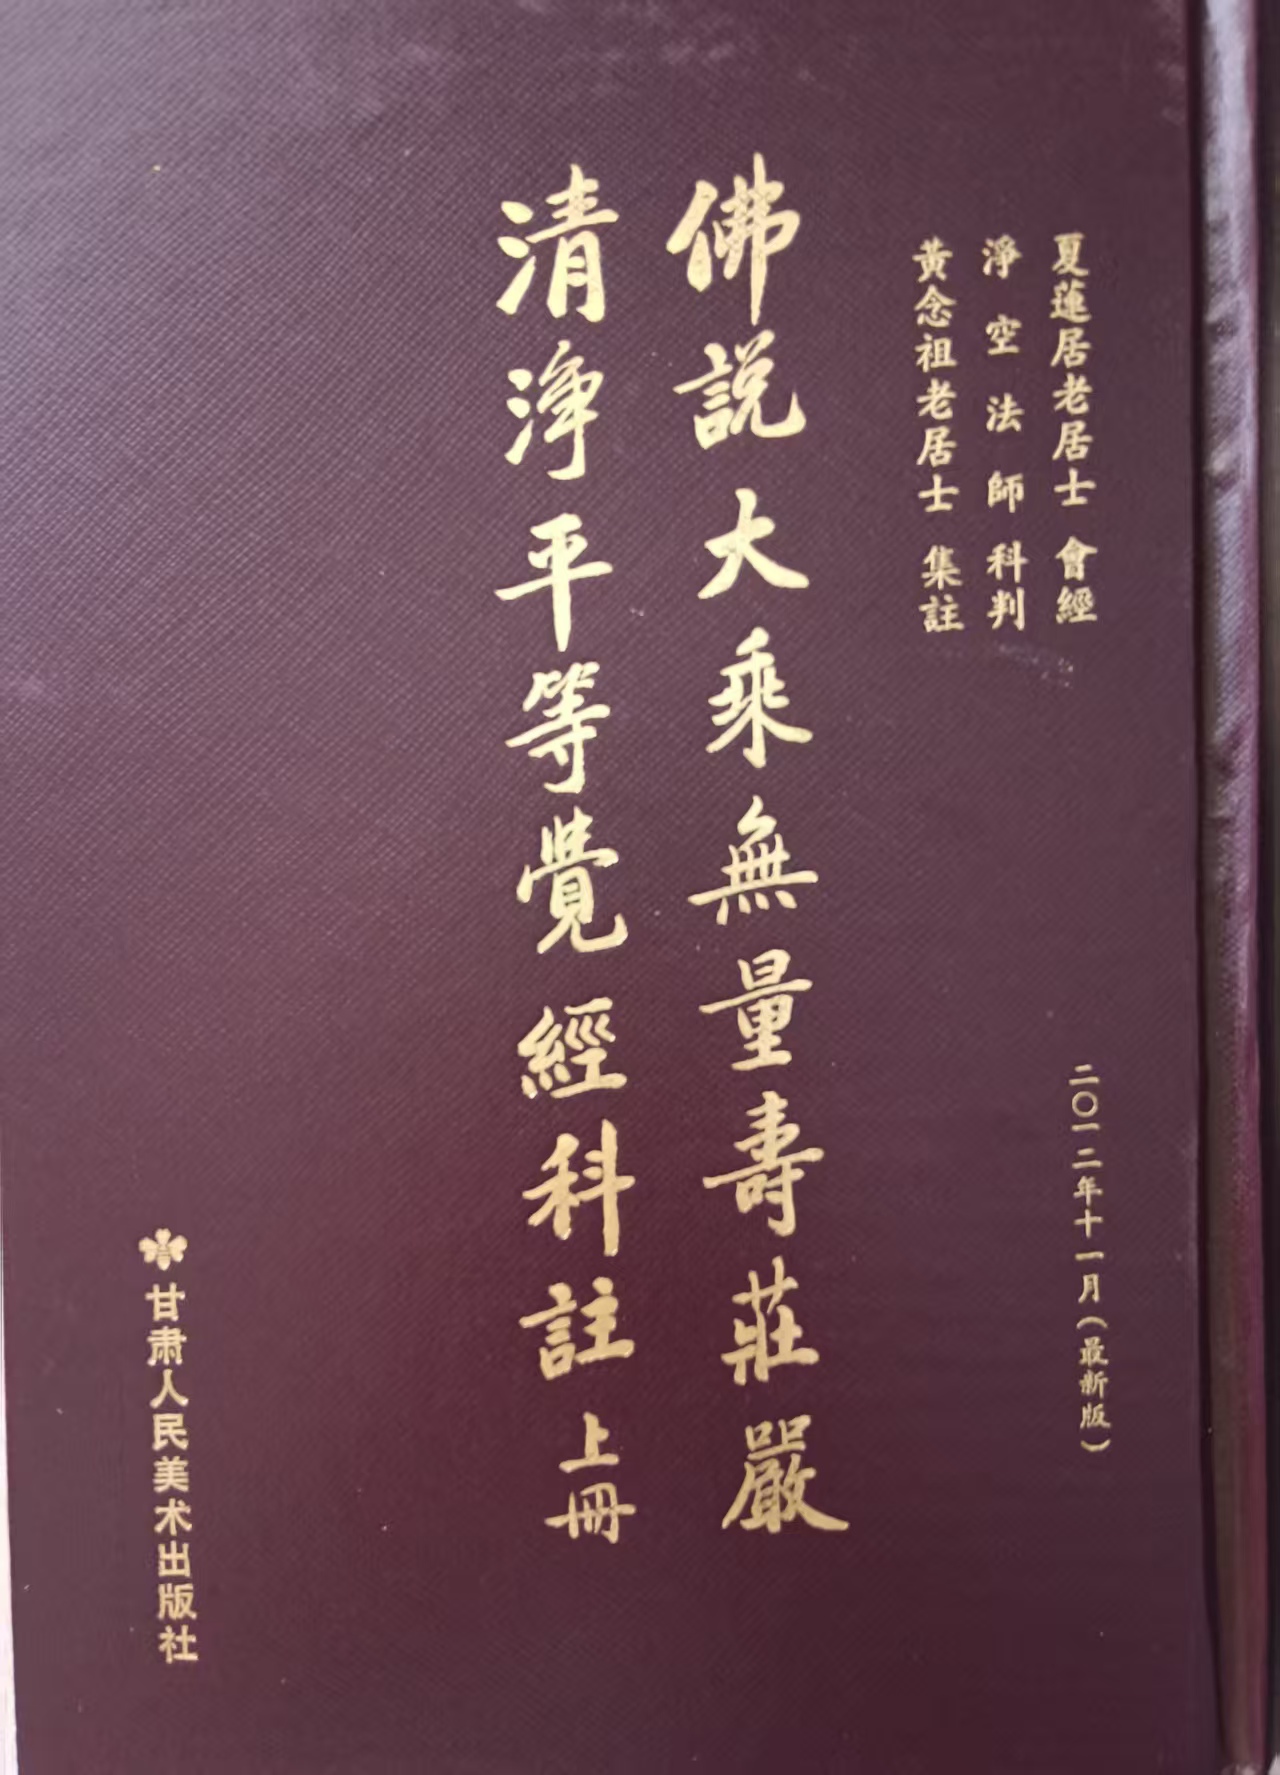 夏蓮居老居士 會經
淨空法師 科判
黃念祖老居士 集註
二〇一二年十一月(最新版)
佛說大乘無量壽莊嚴
清淨平等覺經科註 上冊
甘肃人民美术出版社